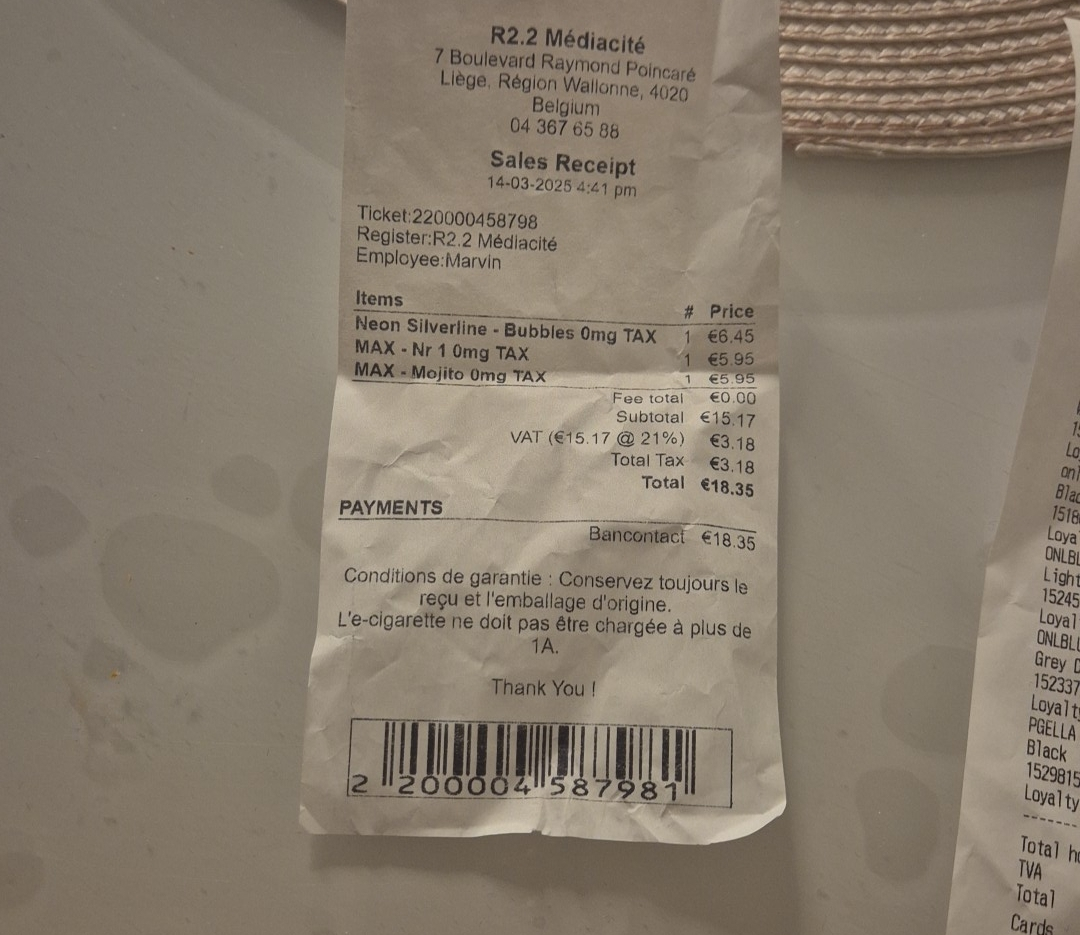 R2.2 Médiacité
7 Boulevard Raymond Poincaré
Liège, Région Wallonne, 4020
Belgium
04 367 65 88
Sales Receipt
14-03-2025 4:41 pm
Ticket:220000458798
Register:R2.2 Médiacité
Employee:Marvin
Items # Price
Neon Silverline - Bubbles 0mg TAX 1 €6.45
MAX - Nr 1 0mg TAX 1 €5.95
MAX - Mojito 0mg TAX 1 €5.95
Fee total €0.00
Subtotal €15.17
VAT (€15.17 @ 21%) €3.18
Total Tax €3.18
Total €18.35
PAYMENTS
Bancontact €18.35
Conditions de garantie : Conservez toujours le
reçu et l'emballage d'origine.
L'e-cigarette ne doit pas être chargée à plus de
1A.
Thank You !
2 200004 587981
Light
PGELLA
Black
Total
TVA
Total
Cards